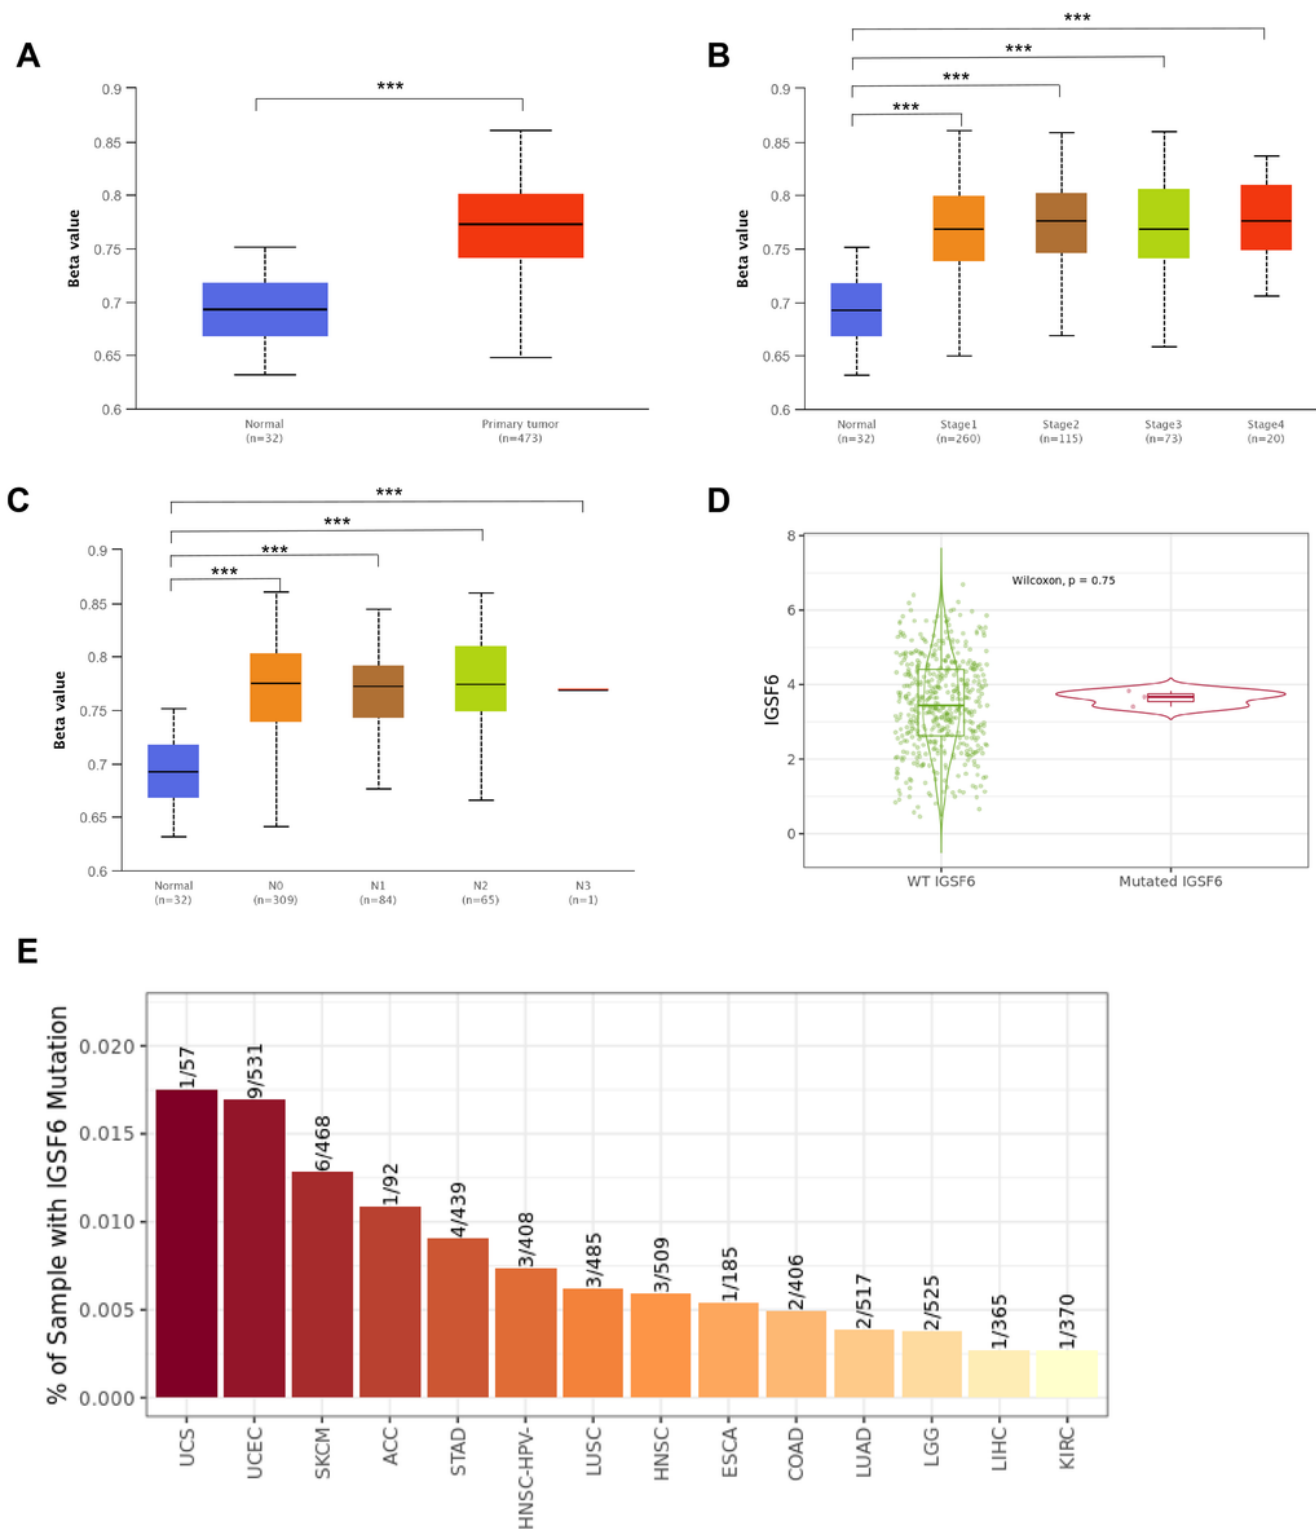 A
***
0.9
0.85
0.8
0.75
0.7
0.65
0.6
Beta value
Normal
(n=32)
Primary tumor
(n=473)
B
***
***
***
***
0.9
0.85
0.8
0.75
0.7
0.65
0.6
Beta value
Normal
(n=32)
Stage1
(n=260)
Stage2
(n=115)
Stage3
(n=73)
Stage4
(n=20)
C
***
***
***
***
0.9
0.85
0.8
0.75
0.7
0.65
0.6
Beta value
Normal
(n=32)
N0
(n=309)
N1
(n=84)
N2
(n=65)
N3
(n=1)
D
8
6
4
2
0
IGSF6
Wilcoxon, p = 0.75
WT IGSF6
Mutated IGSF6
E
% of Sample with IGSF6 Mutation
0.020
0.015
0.010
0.005
0.000
1/57
9/531
6/468
1/92
4/439
3/408
3/485
3/509
1/185
2/406
2/517
2/525
1/365
1/370
UCS
UCEC
SKCM
ACC
STAD
HNSC-HPV-
LUSC
HNSC
ESCA
COAD
LUAD
LGG
LIHC
KIRC